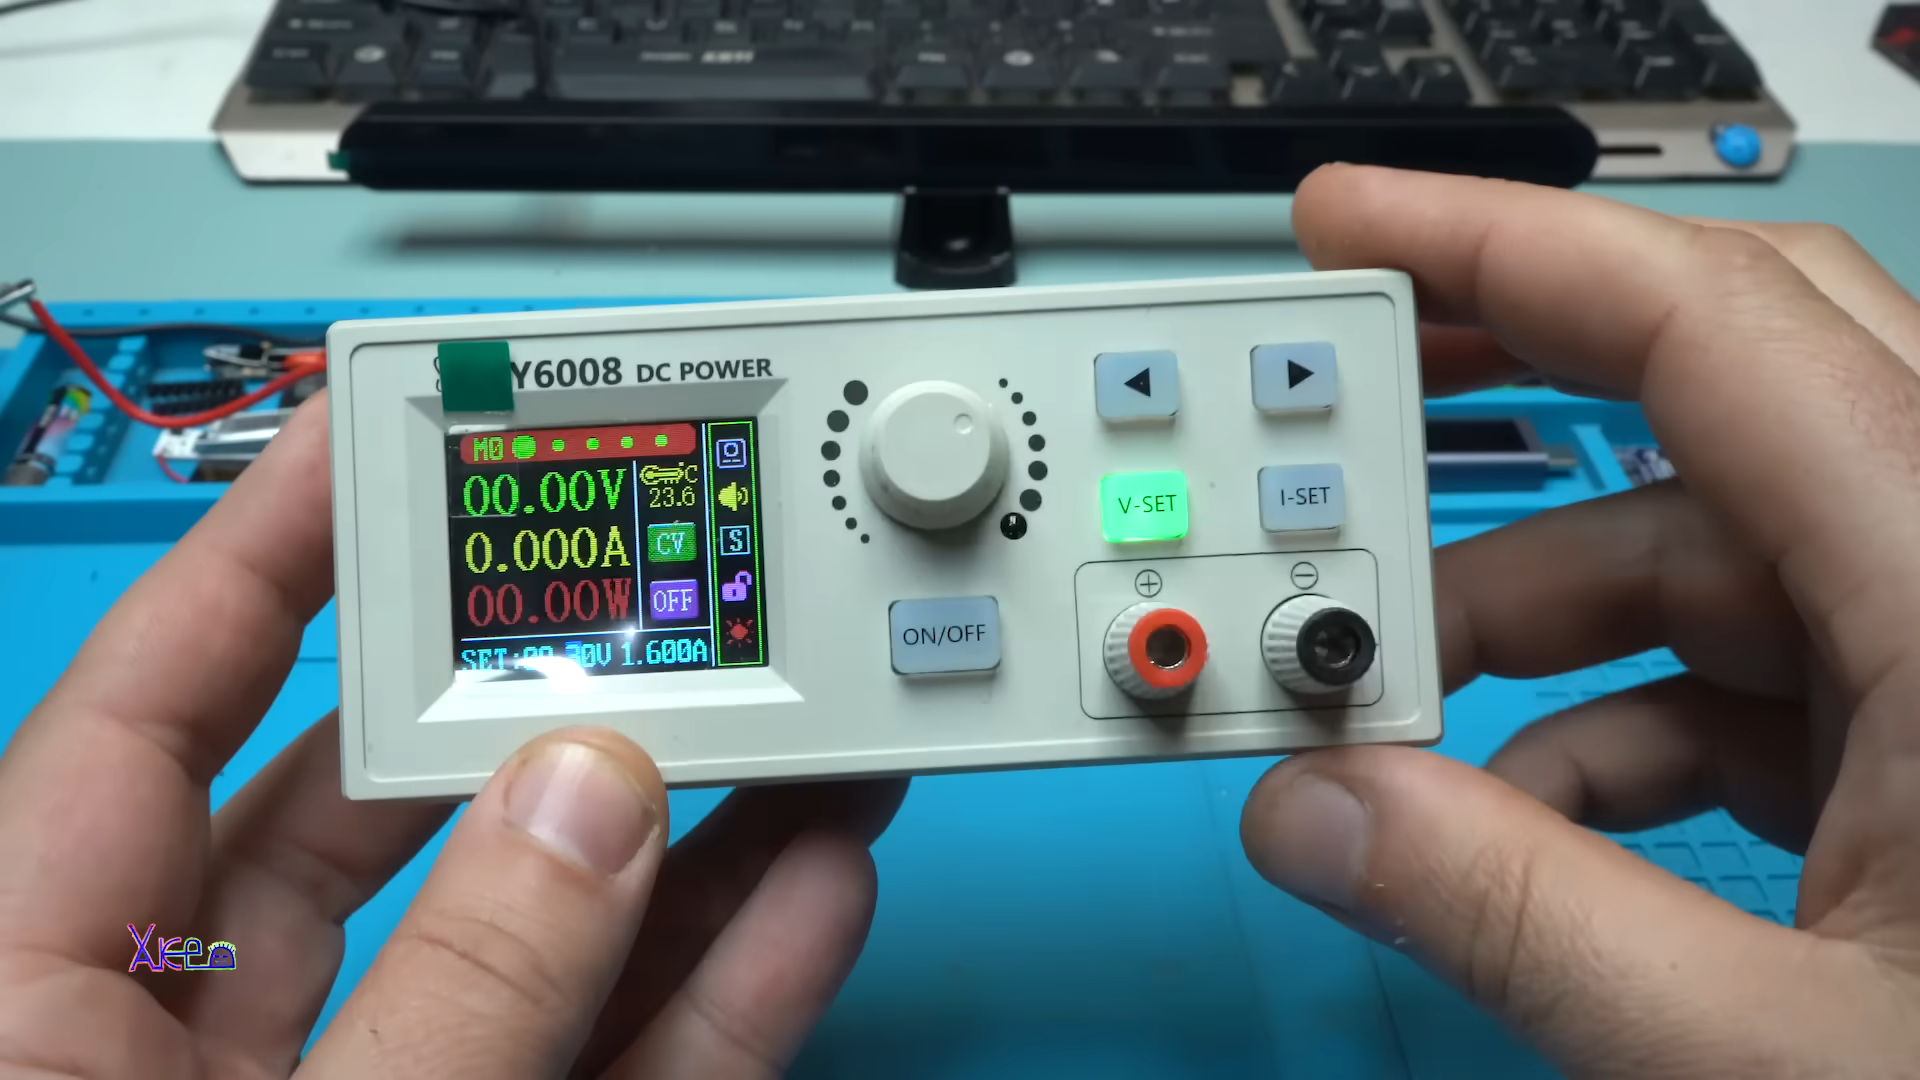 Y6008 DC POWER
M0
00.00V
C
23.6
0.000A
CV
S
00.00W
OFF
1.600A
V-SET
I-SET
ON/OFF
+
−
Xke